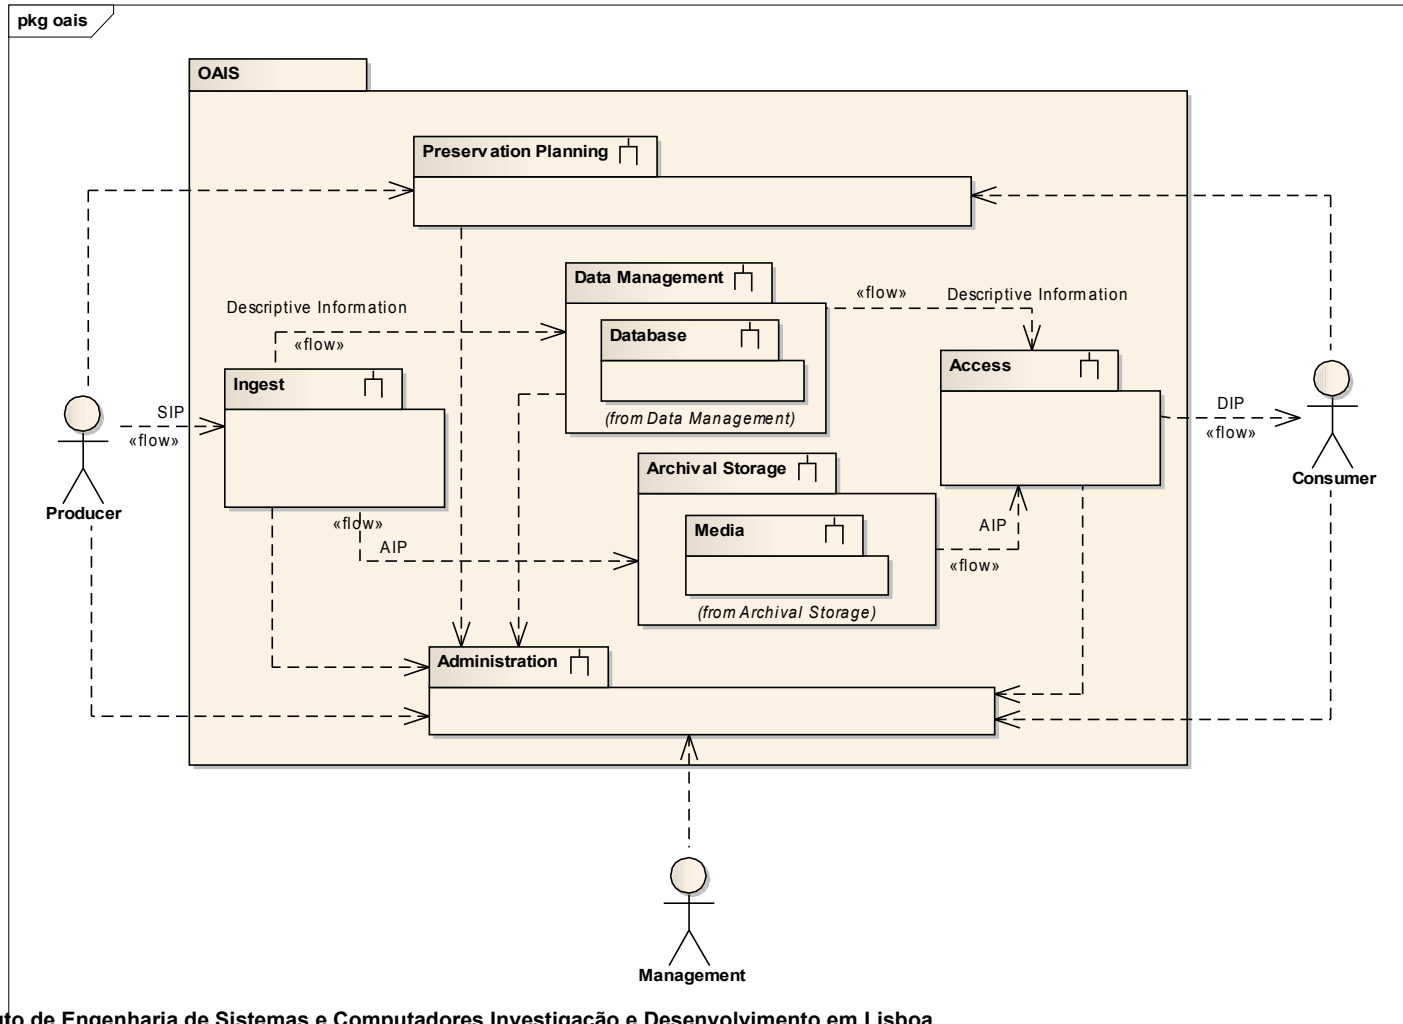 pkg oais
OAIS
Preservation Planning
Data Management
«flow»
Descriptive Information
Descriptive Information
«flow»
Database
(from Data Management)
Ingest
Access
SIP
«flow»
DIP
«flow»
Producer
Consumer
Archival Storage
Media
(from Archival Storage)
«flow»
AIP
AIP
«flow»
Administration
Management
de Engenharia de Sistemas e Computadores Investigação e Desenvolvimento em Lisboa